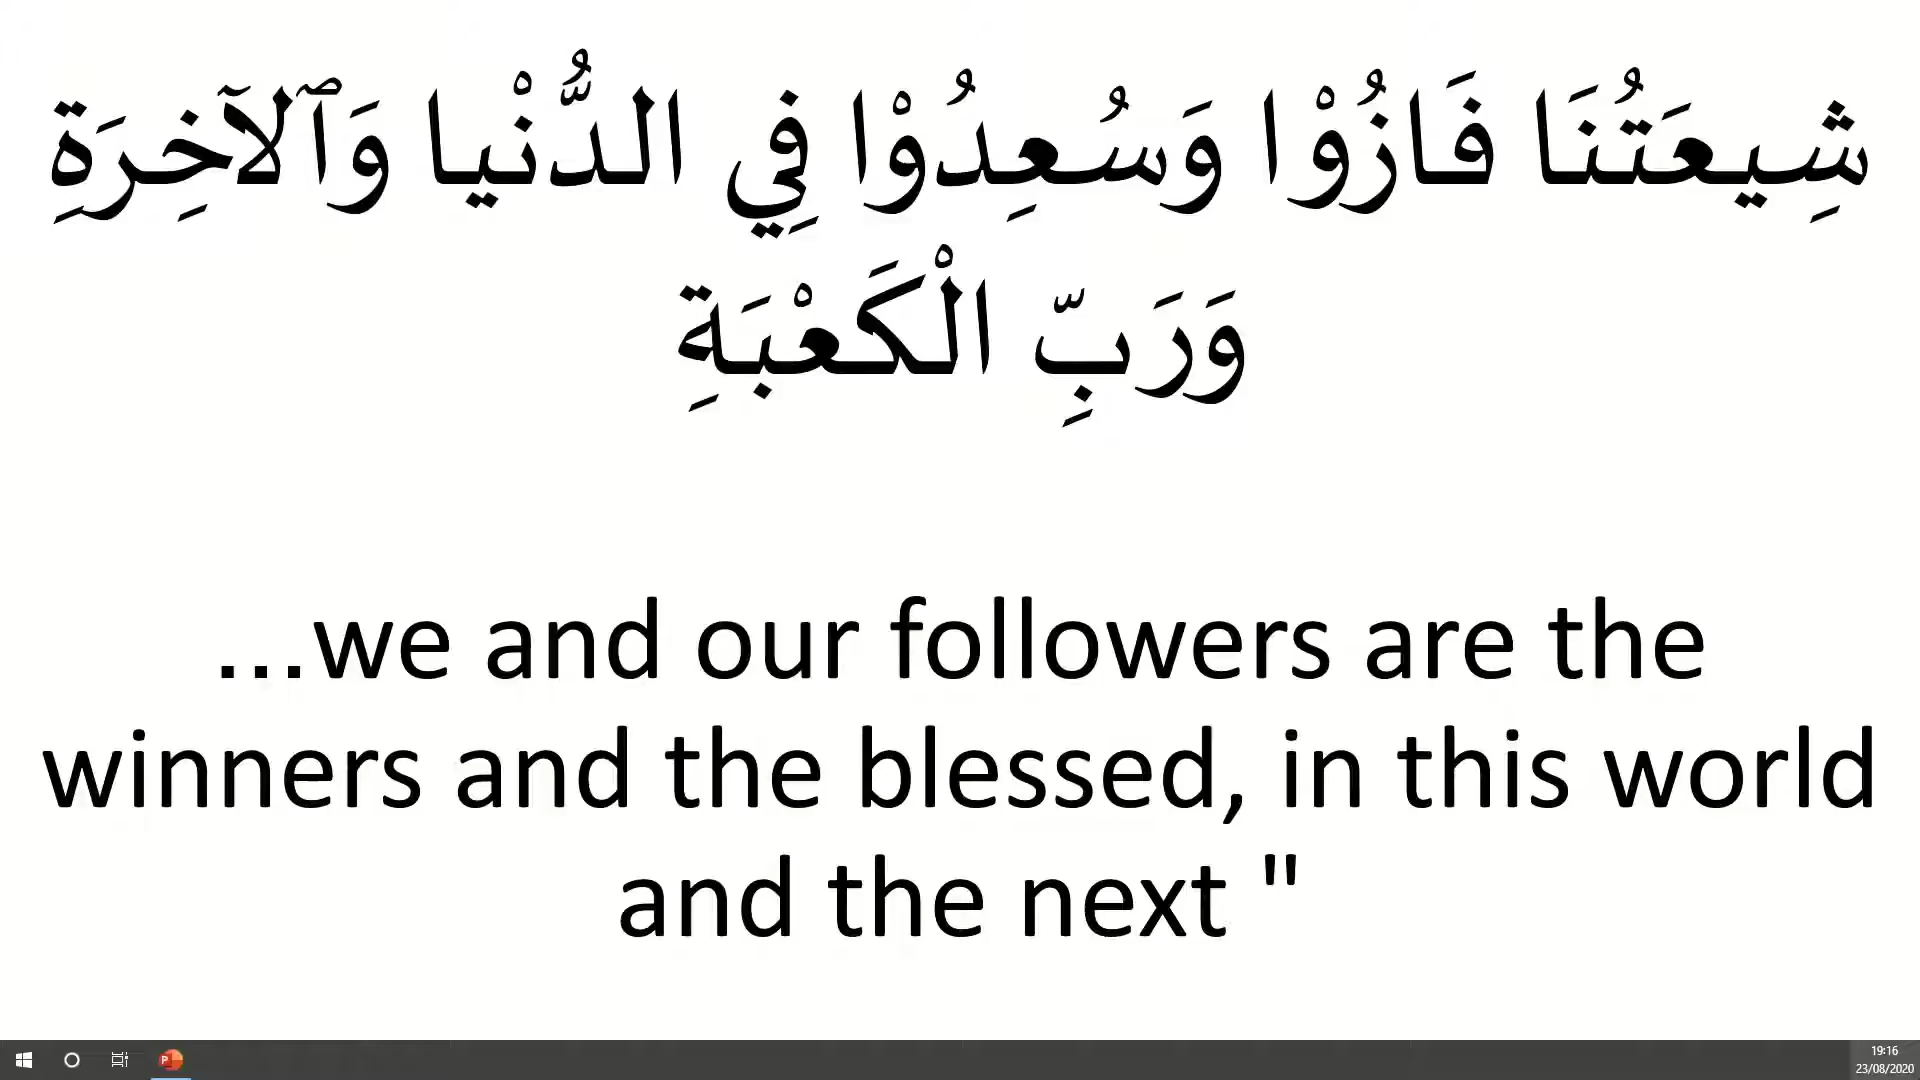 شِيعَتُنَا فَازُوْا وَسُعِدُوْا فِي الدُّنْيا وَٱلآخِرَةِ
وَرَبِّ الْكَعْبَةِ
...we and our followers are the
winners and the blessed, in this world
and the next "
19:16
23/08/2020